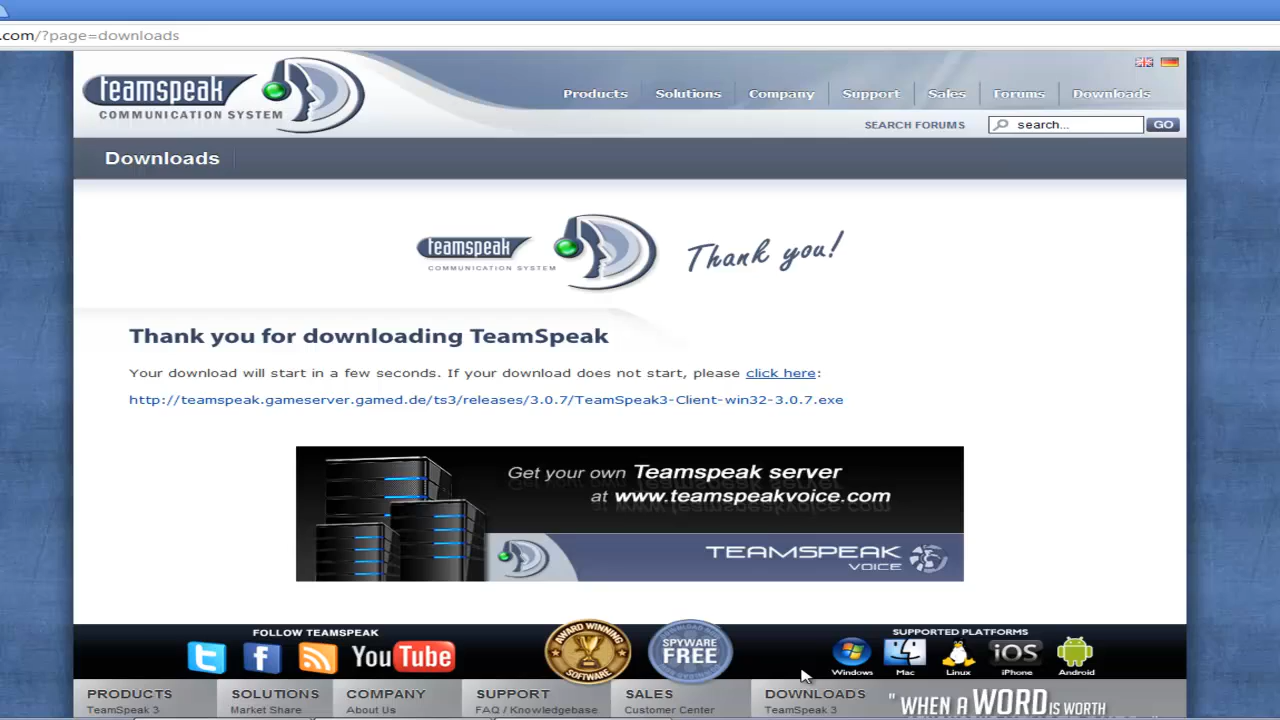 .com/?page=downloads
teamspeak
COMMUNICATION SYSTEM
Products Solutions Company Support Sales Forums Downloads
SEARCH FORUMS search... GO
Downloads
teamspeak
COMMUNICATION SYSTEM
Thank you!
Thank you for downloading TeamSpeak
Your download will start in a few seconds. If your download does not start, please click here:
http://teamspeak.gameserver.gamed.de/ts3/releases/3.0.7/TeamSpeak3-Client-win32-3.0.7.exe
Get your own Teamspeak server
at www.teamspeakvoice.com
TEAMSPEAK
VOICE
FOLLOW TEAMSPEAK
YouTube
AWARD WINNING
SOFTWARE
SPYWARE
FREE
SUPPORTED PLATFORMS
iOS
Windows Mac Linux iPhone Android
PRODUCTS SOLUTIONS COMPANY SUPPORT SALES DOWNLOADS
TeamSpeak 3 Market Share About Us FAQ / Knowledgebase Customer Center TeamSpeak 3
" WHEN A WORD IS WORTH